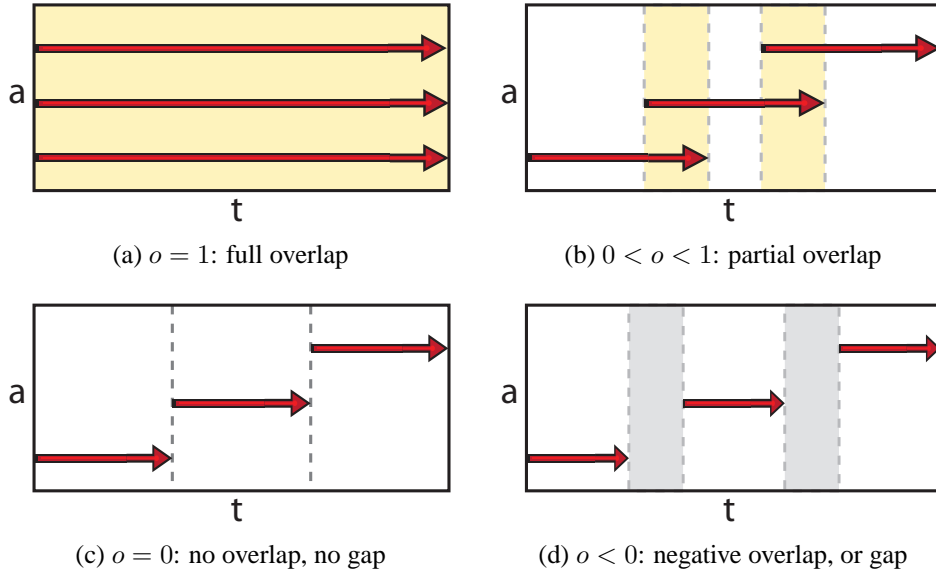 a
t
(a) o = 1: full overlap
a
t
(b) 0 < o < 1: partial overlap
a
t
(c) o = 0: no overlap, no gap
a
t
(d) o < 0: negative overlap, or gap